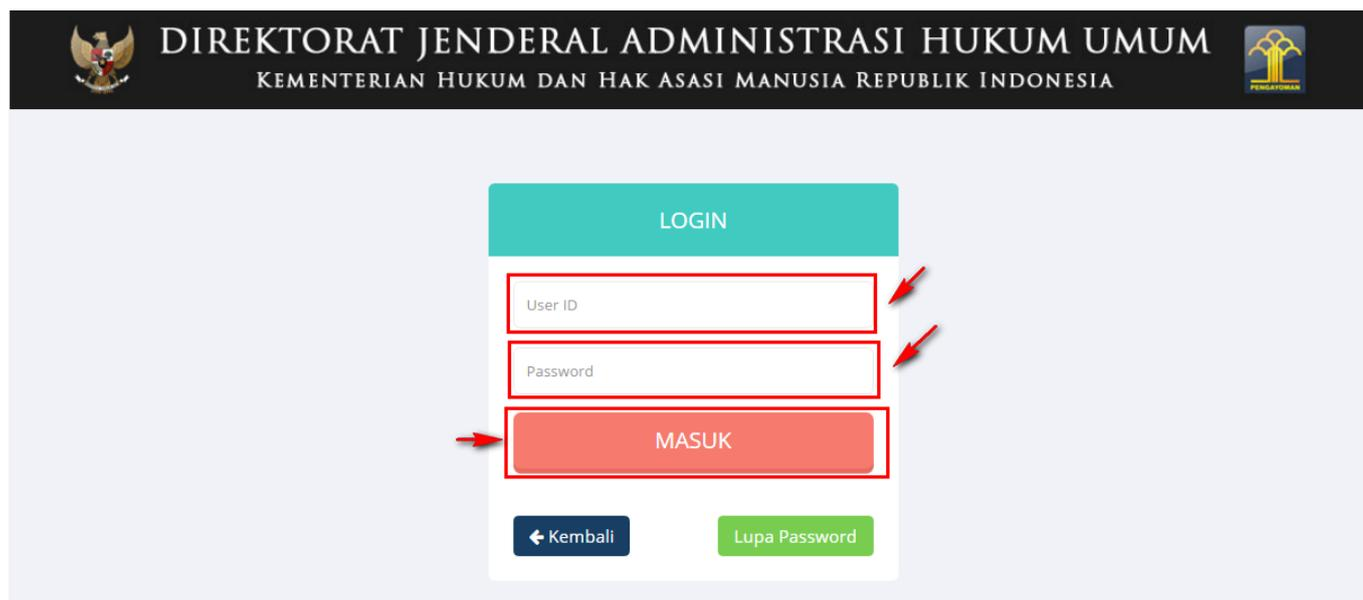 DIREKTORAT JENDERAL ADMINISTRASI HUKUM UMUM
KEMENTERIAN HUKUM DAN HAK ASASI MANUSIA REPUBLIK INDONESIA
PENGAYOMAN
LOGIN
User ID
Password
MASUK
Kembali
Lupa Password